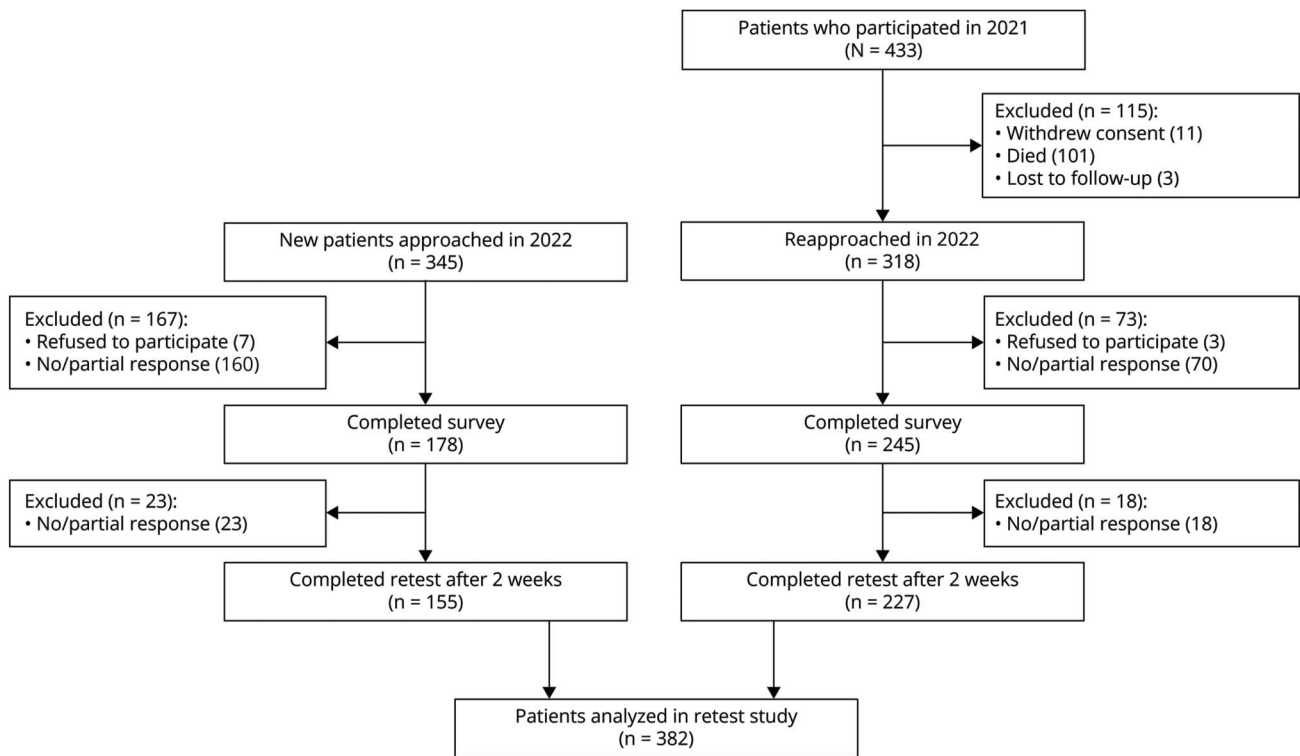 Patients who participated in 2021
(N = 433)
Excluded (n = 115):
• Withdrew consent (11)
• Died (101)
• Lost to follow-up (3)
New patients approached in 2022
(n = 345)
Reapproached in 2022
(n = 318)
Excluded (n = 167):
• Refused to participate (7)
• No/partial response (160)
Excluded (n = 73):
• Refused to participate (3)
• No/partial response (70)
Completed survey
(n = 178)
Completed survey
(n = 245)
Excluded (n = 23):
• No/partial response (23)
Excluded (n = 18):
• No/partial response (18)
Completed retest after 2 weeks
(n = 155)
Completed retest after 2 weeks
(n = 227)
Patients analyzed in retest study
(n = 382)